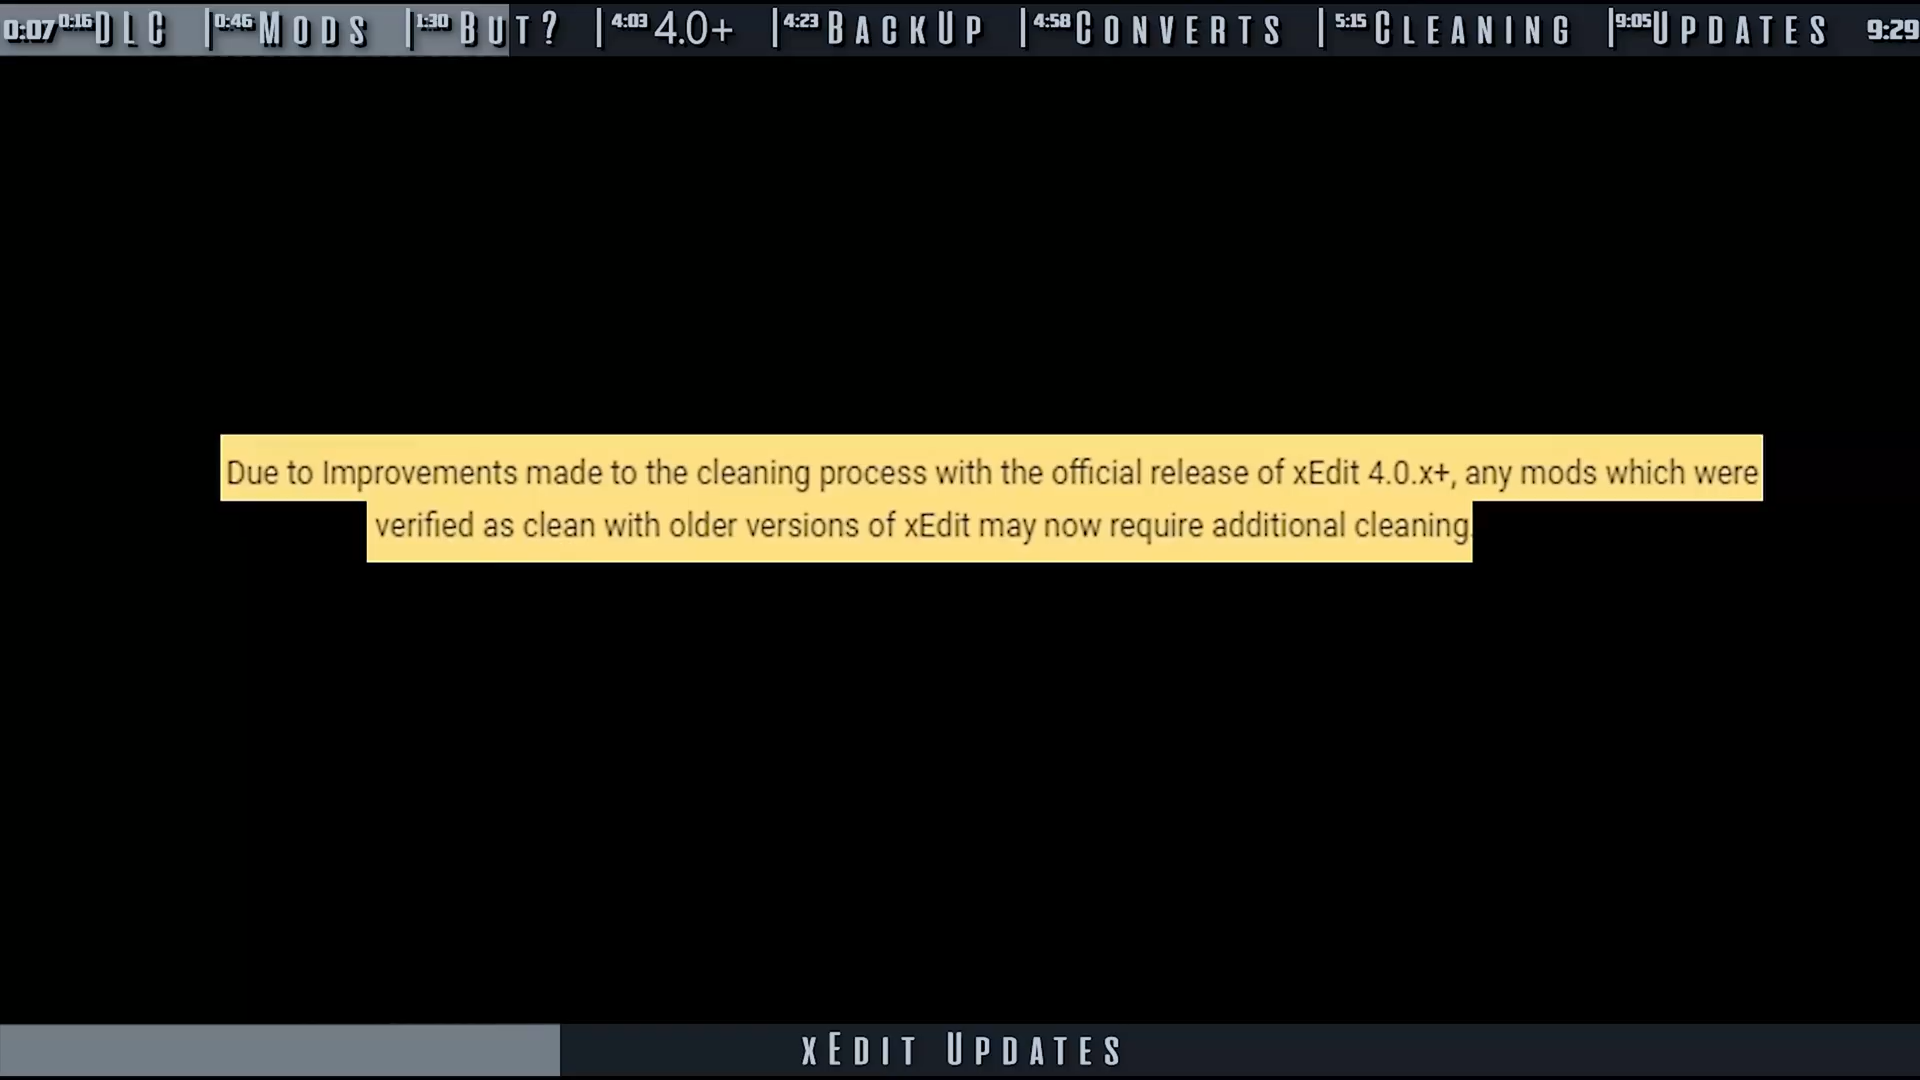 0:07 0:16 DLC |0:46 MODS |1:30 BUT? |4:03 4.0+ |4:23 BACKUP |4:58 CONVERTS |5:15 CLEANING |9:05 UPDATES 9:29
Due to Improvements made to the cleaning process with the official release of xEdit 4.0.x+, any mods which were
verified as clean with older versions of xEdit may now require additional cleaning.
xEDIT UPDATES